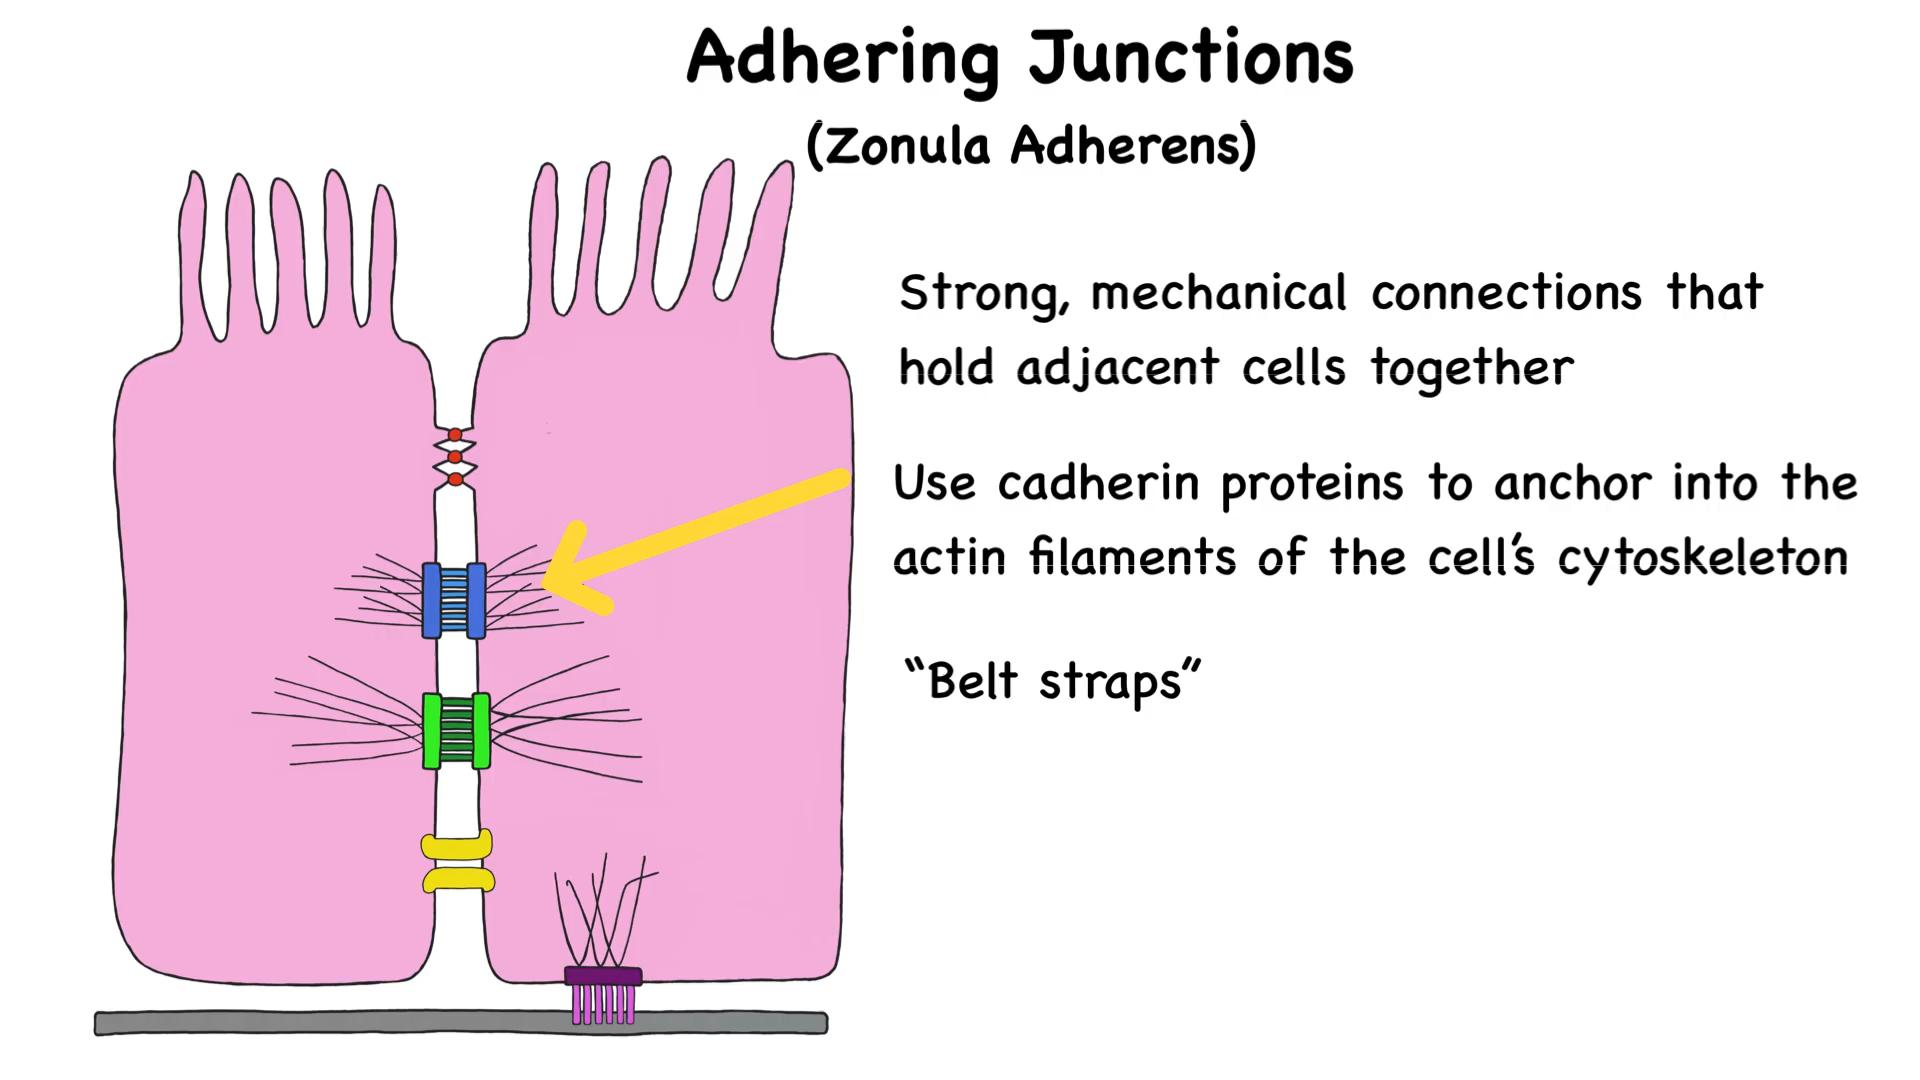 Adhering Junctions
(Zonula Adherens)
Strong, mechanical connections that
hold adjacent cells together
Use cadherin proteins to anchor into the
actin filaments of the cell's cytoskeleton
“Belt straps”